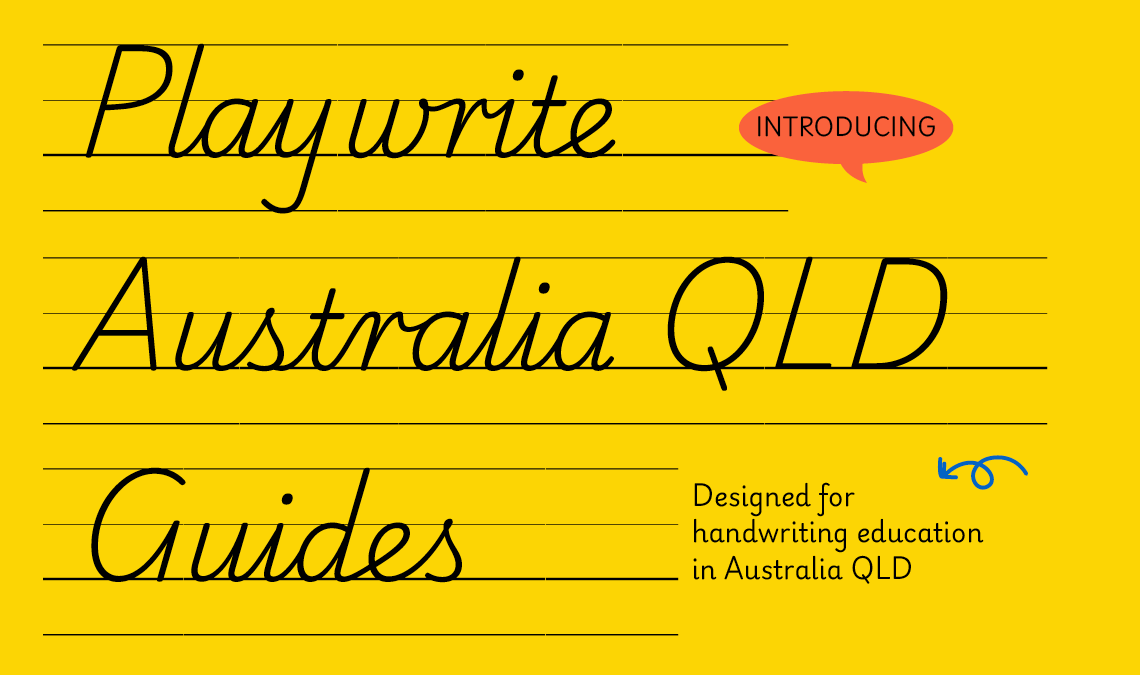 Playwrite
INTRODUCING
Australia QLD
Guides
Designed for
handwriting education
in Australia QLD